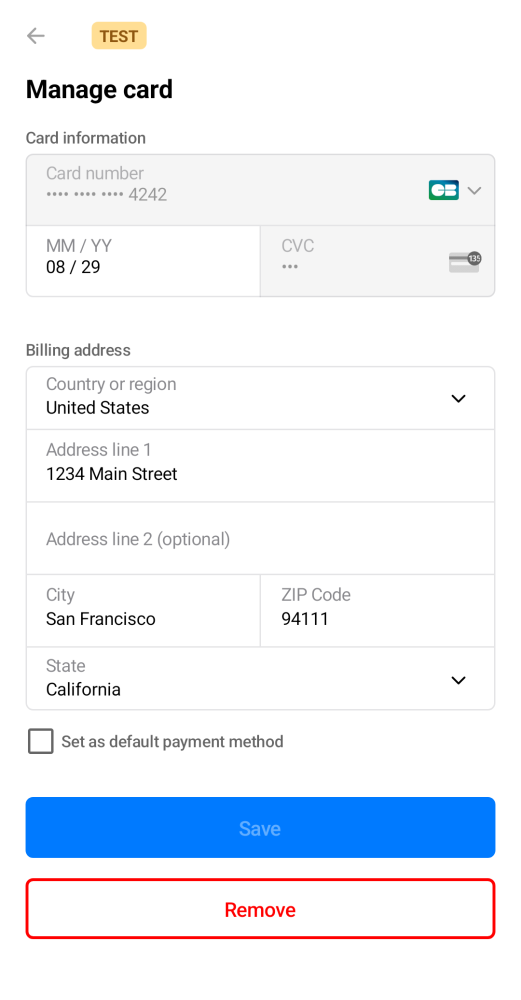 TEST
Manage card
Card information
Card number
•••• •••• •••• 4242
CB
MM / YY
08 / 29
CVC
•••
135
Billing address
Country or region
United States
Address line 1
1234 Main Street
Address line 2 (optional)
City
San Francisco
ZIP Code
94111
State
California
Set as default payment method
Save
Remove